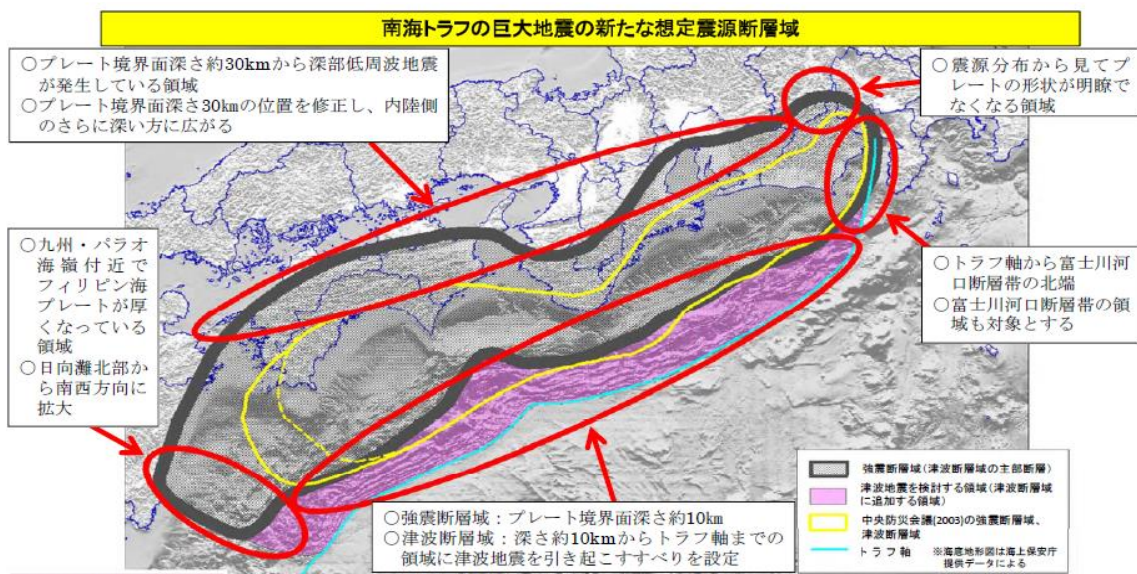 南海トラフの巨大地震の新たな想定震源断層域
○プレート境界面深さ約30kmから深部低周波地震
が発生している領域
○プレート境界面深さ30㎞の位置を修正し、内陸側
のさらに深い方に広がる
○震源分布から見てプ
レートの形状が明瞭で
なくなる領域
○九州・パラオ
海嶺付近で
フィリピン海
プレートが厚
くなっている
領域
○日向灘北部か
ら南西方向に
拡大
○トラフ軸から富士川河
口断層帯の北端
○富士川河口断層帯の領
域も対象とする
○強震断層域：プレート境界面深さ約10㎞
○津波断層域：深さ約10kmからトラフ軸までの
領域に津波地震を引き起こすすべりを設定
強震断層域(津波断層域の主部断層)
津波地震を検討する領域(津波断層域
に追加する領域)
中央防災会議(2003)の強震断層域、
津波断層域
トラフ軸
※海底地形図は海上保安庁
提供データによる